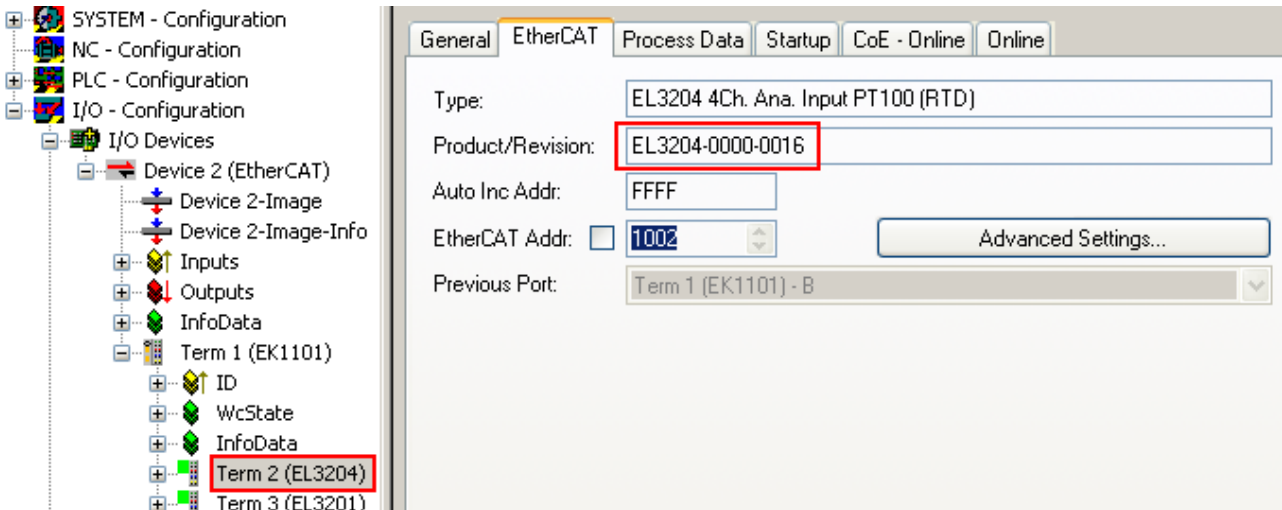 SYSTEM - Configuration
NC - Configuration
PLC - Configuration
I/O - Configuration
I/O Devices
Device 2 (EtherCAT)
Device 2-Image
Device 2-Image-Info
Inputs
Outputs
InfoData
Term 1 (EK1101)
ID
WcState
InfoData
Term 2 (EL3204)
Term 3 (EL3201)
General EtherCAT Process Data Startup CoE - Online Online
Type: EL3204 4Ch. Ana. Input PT100 (RTD)
Product/Revision: EL3204-0000-0016
Auto Inc Addr: FFFF
EtherCAT Addr: 1002 Advanced Settings...
Previous Port: Term 1 (EK1101) - B